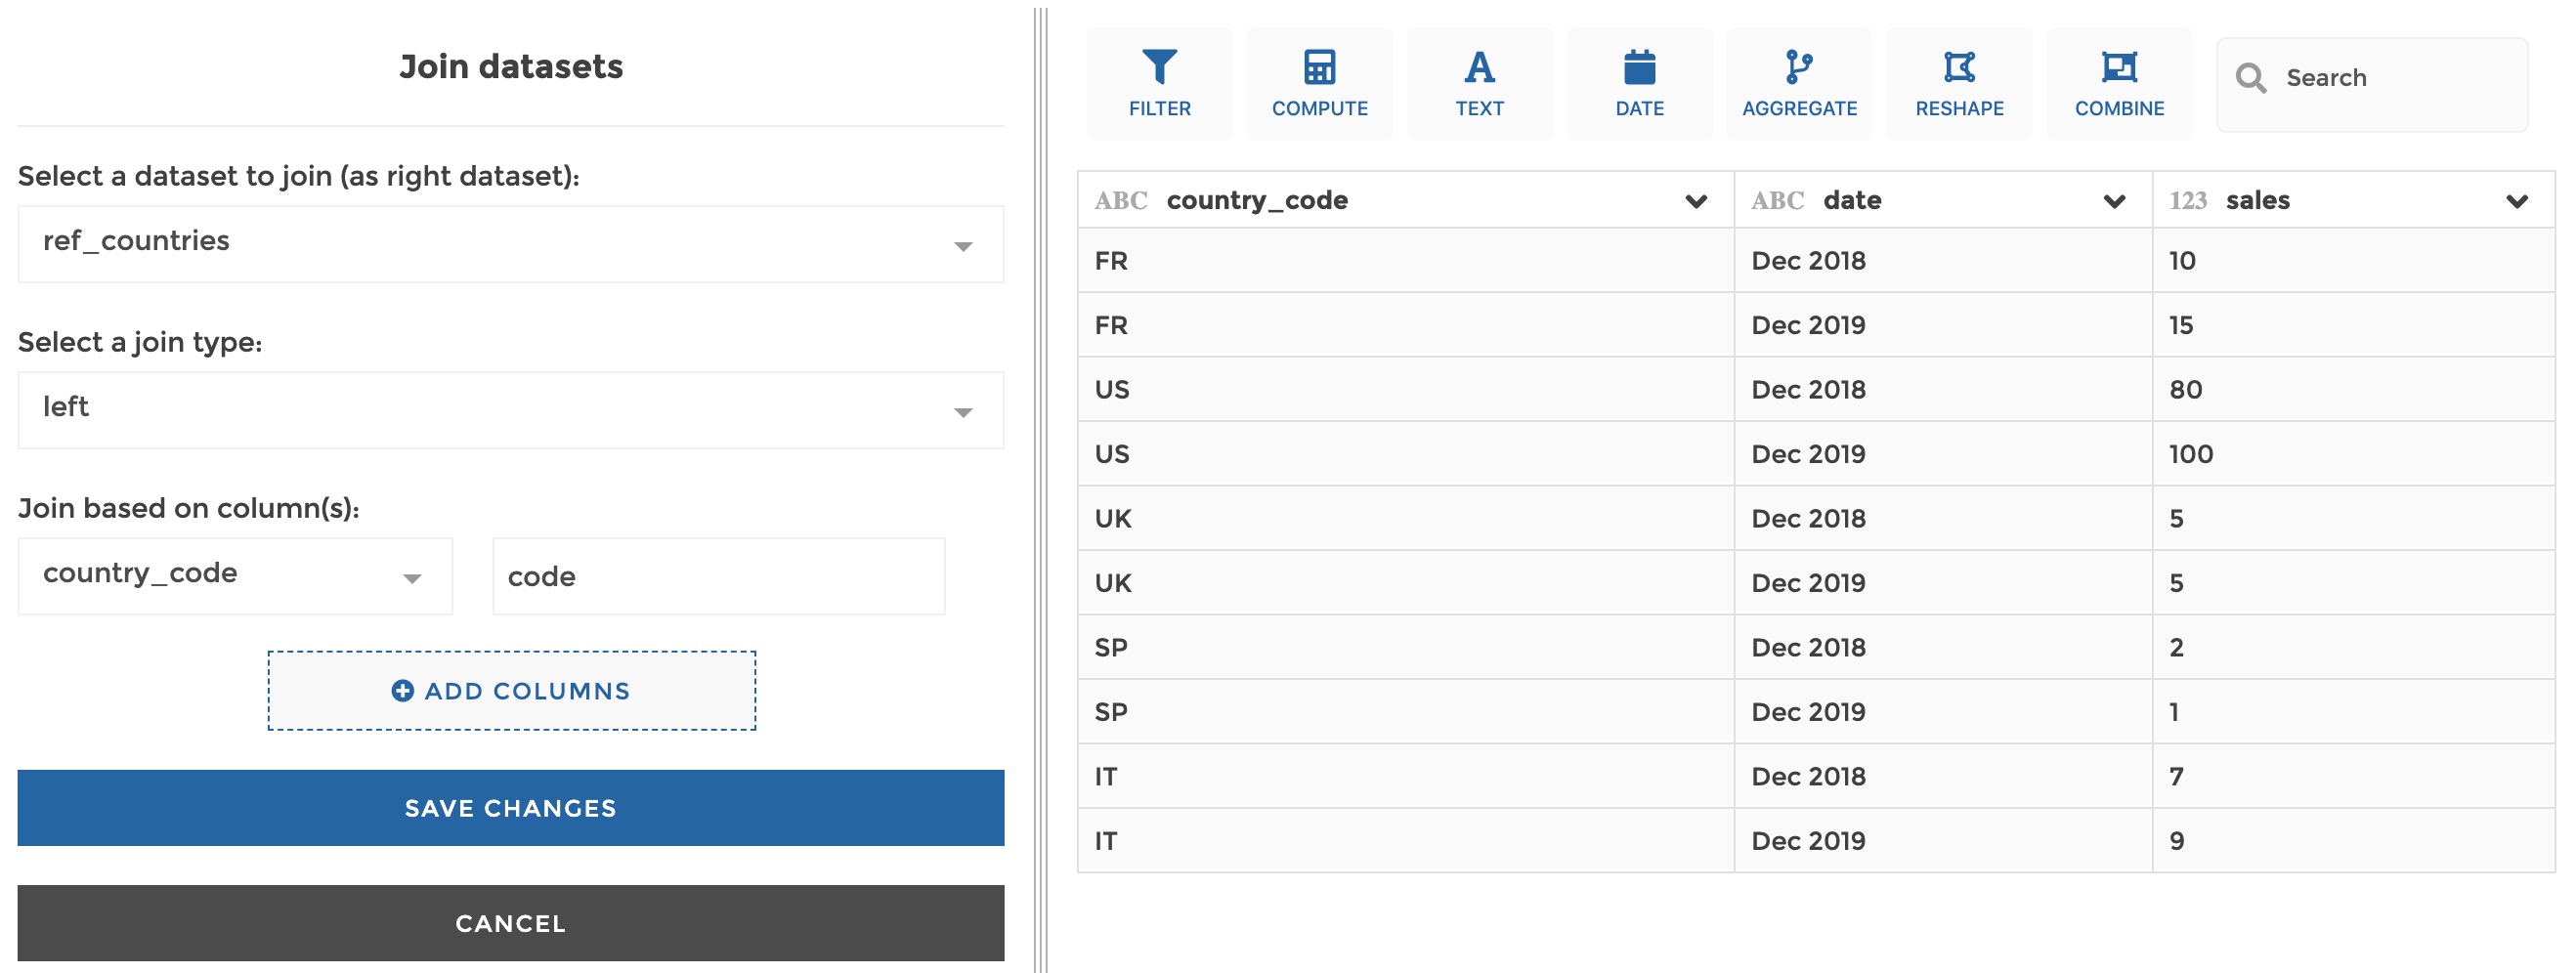 Join datasets
Select a dataset to join (as right dataset):
ref_countries
Select a join type:
left
Join based on column(s):
country_code code
ADD COLUMNS
SAVE CHANGES
CANCEL
FILTER COMPUTE TEXT DATE AGGREGATE RESHAPE COMBINE Search
ABC country_code ABC date 123 sales
FR Dec 2018 10
FR Dec 2019 15
US Dec 2018 80
US Dec 2019 100
UK Dec 2018 5
UK Dec 2019 5
SP Dec 2018 2
SP Dec 2019 1
IT Dec 2018 7
IT Dec 2019 9